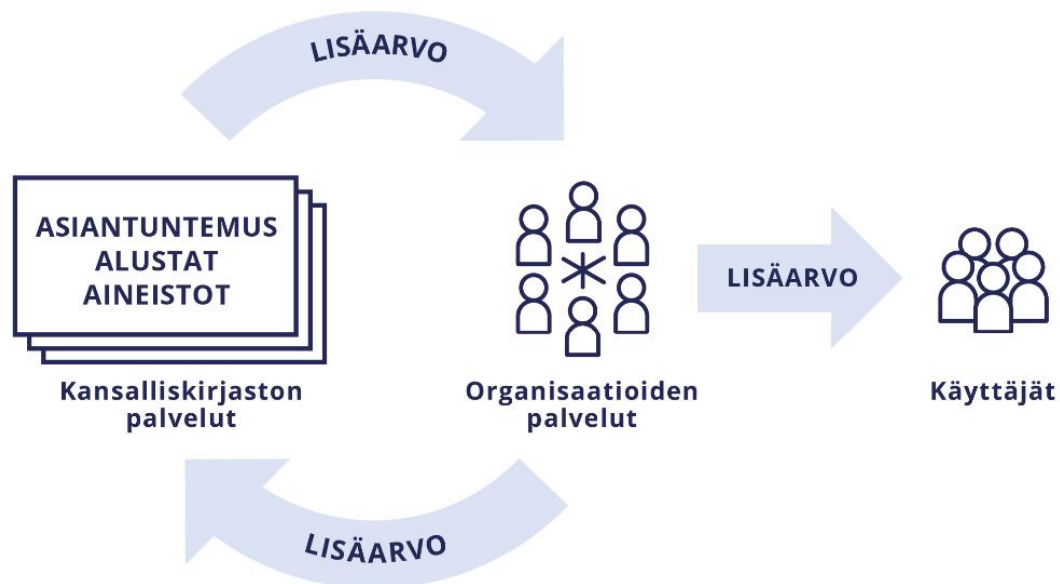 LISÄARVO
ASIANTUNTEMUS
ALUSTAT
AINEISTOT
Kansalliskirjaston
palvelut
Organisaatioiden
palvelut
LISÄARVO
Käyttäjät
LISÄARVO